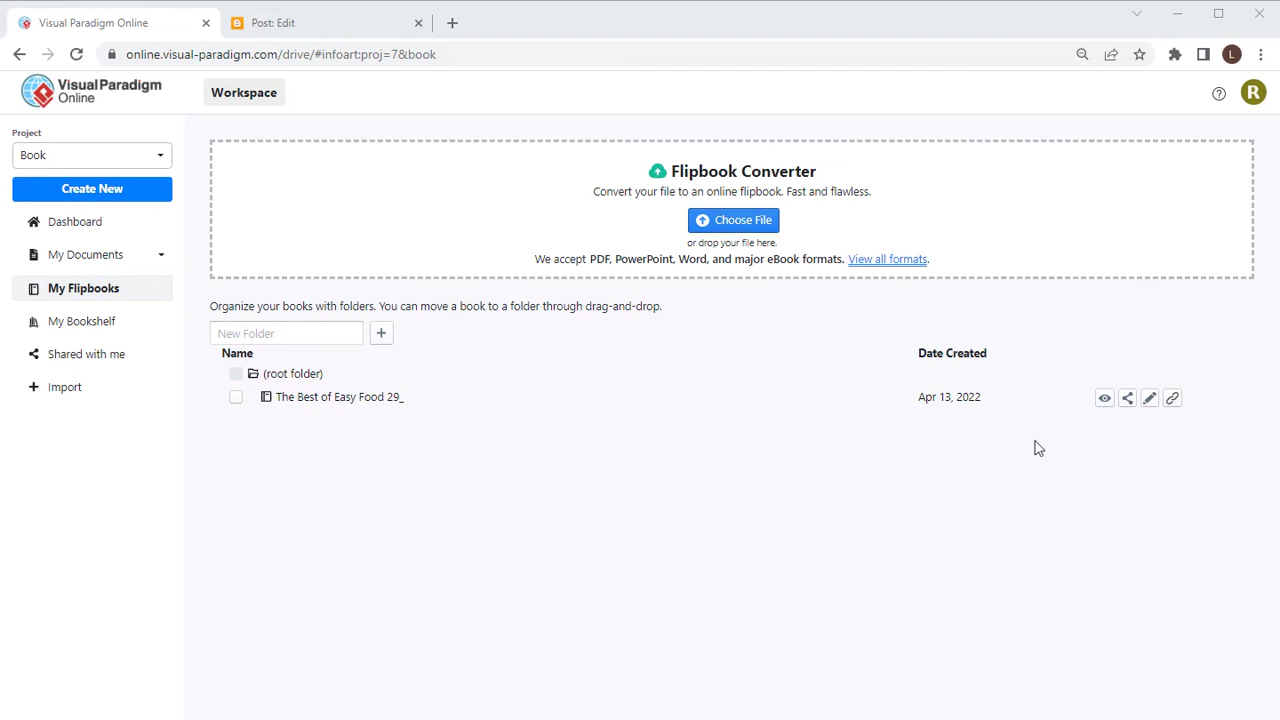 Visual Paradigm Online
Post: Edit
online.visual-paradigm.com/drive/#infoart:proj=7&book
L
Visual Paradigm
Online
Workspace
R
Project
Book
Create New
Dashboard
My Documents
My Flipbooks
My Bookshelf
Shared with me
Import
Flipbook Converter
Convert your file to an online flipbook. Fast and flawless.
Choose File
or drop your file here.
We accept PDF, PowerPoint, Word, and major eBook formats. View all formats.
Organize your books with folders. You can move a book to a folder through drag-and-drop.
New Folder
Name Date Created
(root folder)
The Best of Easy Food 29_ Apr 13, 2022